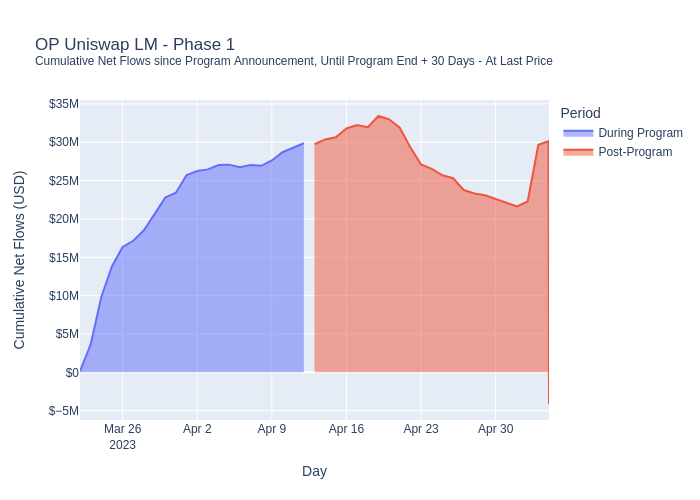 OP Uniswap LM - Phase 1
Cumulative Net Flows since Program Announcement, Until Program End + 30 Days - At Last Price
Period
During Program
Post-Program
Cumulative Net Flows (USD)
$35M
$30M
$25M
$20M
$15M
$10M
$5M
$0
$−5M
Mar 26
2023
Apr 2
Apr 9
Apr 16
Apr 23
Apr 30
Day